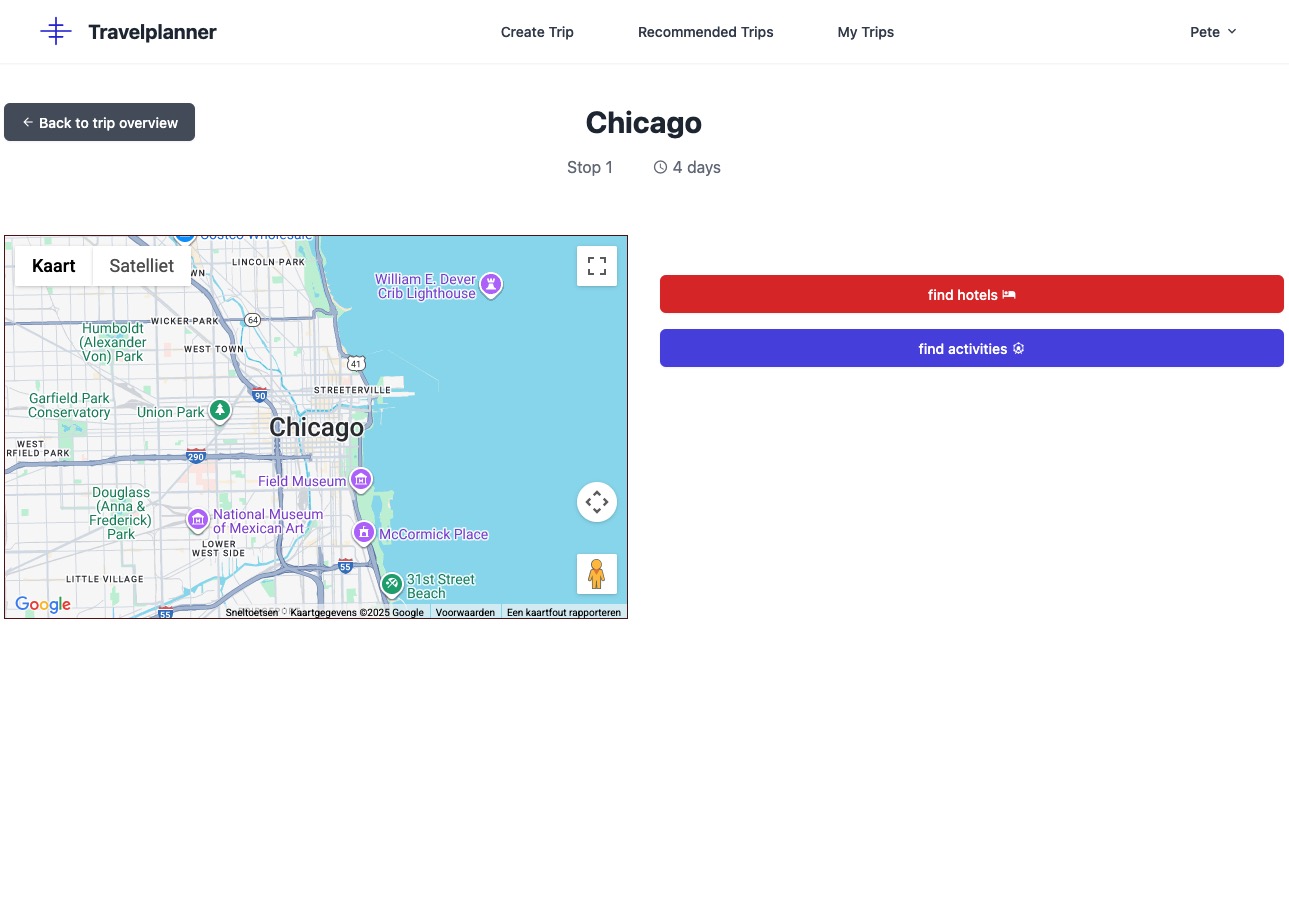 Travelplanner
Create Trip
Recommended Trips
My Trips
Pete
Back to trip overview
Chicago
Stop 1
4 days
Costco Wholesale
Kaart
Satelliet
LINCOLN PARK
William E. Dever
Crib Lighthouse
WICKER PARK
64
Humboldt
(Alexander
Von) Park
WEST TOWN
41
STREETERVILLE
90
Garfield Park
Conservatory
Union Park
Chicago
WEST
RFIELD PARK
290
Field Museum
Douglass
(Anna &
Frederick)
Park
National Museum
of Mexican Art
McCormick Place
LOWER
WEST SIDE
55
LITTLE VILLAGE
31st Street
Beach
Google
55
Sneltoetsen
Kaartgegevens ©2025 Google
Voorwaarden
Een kaartfout rapporteren
find hotels
find activities